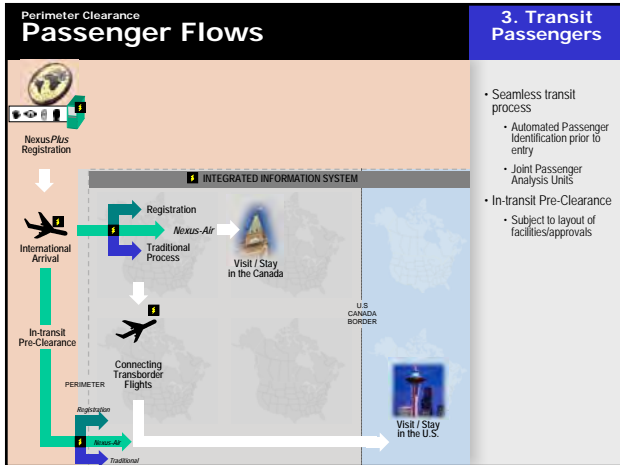 Perimeter Clearance
Passenger Flows
3. Transit
Passengers
NexusPlus
Registration
INTEGRATED INFORMATION SYSTEM
Registration
Nexus-Air
Traditional
Process
Visit / Stay
in the Canada
International
Arrival
In-transit
Pre-Clearance
Connecting
Transborder
Flights
U.S
CANADA
BORDER
PERIMETER
Registration
Nexus-Air
Traditional
Visit / Stay
in the U.S.
• Seamless transit
process
• Automated Passenger
Identification prior to
entry
• Joint Passenger
Analysis Units
• In-transit Pre-Clearance
• Subject to layout of
facilities/approvals